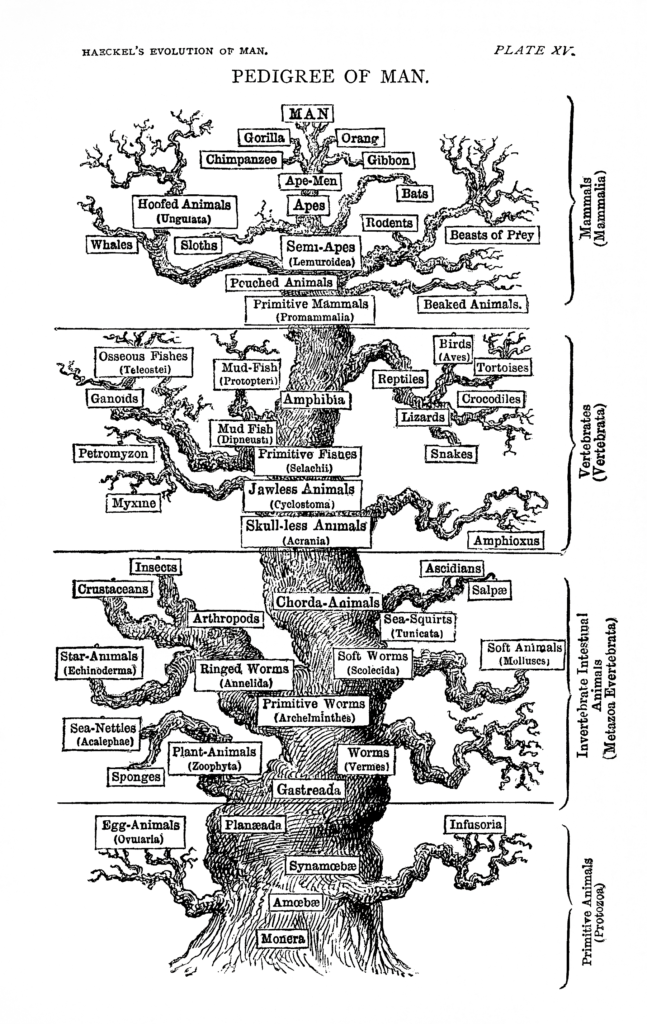 HAECKEL'S EVOLUTION OF MAN.
PLATE XV.
PEDIGREE OF MAN.
MAN
Gorilla
Orang
Chimpanzee
Gibbon
Ape-Men
Bats
Hoofed Animals
(Ungulata)
Apes
Rodents
Beasts of Prey
Whales
Sloths
Semi-Apes
(Lemuroidea)
Pouched Animals
Primitive Mammals
(Promammalia)
Beaked Animals.
Mammals
(Mammalia)
Osseous Fishes
(Teleostei)
Mud-Fish
(Protopteri)
Birds
(Aves)
Tortoises
Reptiles
Ganoids
Amphibia
Crocodiles
Lizards
Mud Fish
(Dipneusti)
Petromyzon
Primitive Fishes
(Selachii)
Snakes
Myxine
Jawless Animals
(Cyclostoma)
Skull-less Animals
(Acrania)
Amphioxus
Vertebrates
(Vertebrata)
Insects
Ascidians
Crustaceans
Salpæ
Chorda-Animals
Arthropods
Sea-Squirts
(Tunicata)
Star-Animals
(Echinoderma)
Ringed Worms
(Annelida)
Soft Worms
(Scolecida)
Soft Animals
(Molluscs)
Primitive Worms
(Archelminthes)
Sea-Nettles
(Acalephae)
Plant-Animals
(Zoophyta)
Worms
(Vermes)
Sponges
Gastreada
Invertebrate Intestinal
Animals
(Metazoa Evertebrata)
Egg-Animals
(Ovularia)
Planæada
Infusoria
Synamœbæ
Amœbæ
Monera
Primitive Animals
(Protozoa)